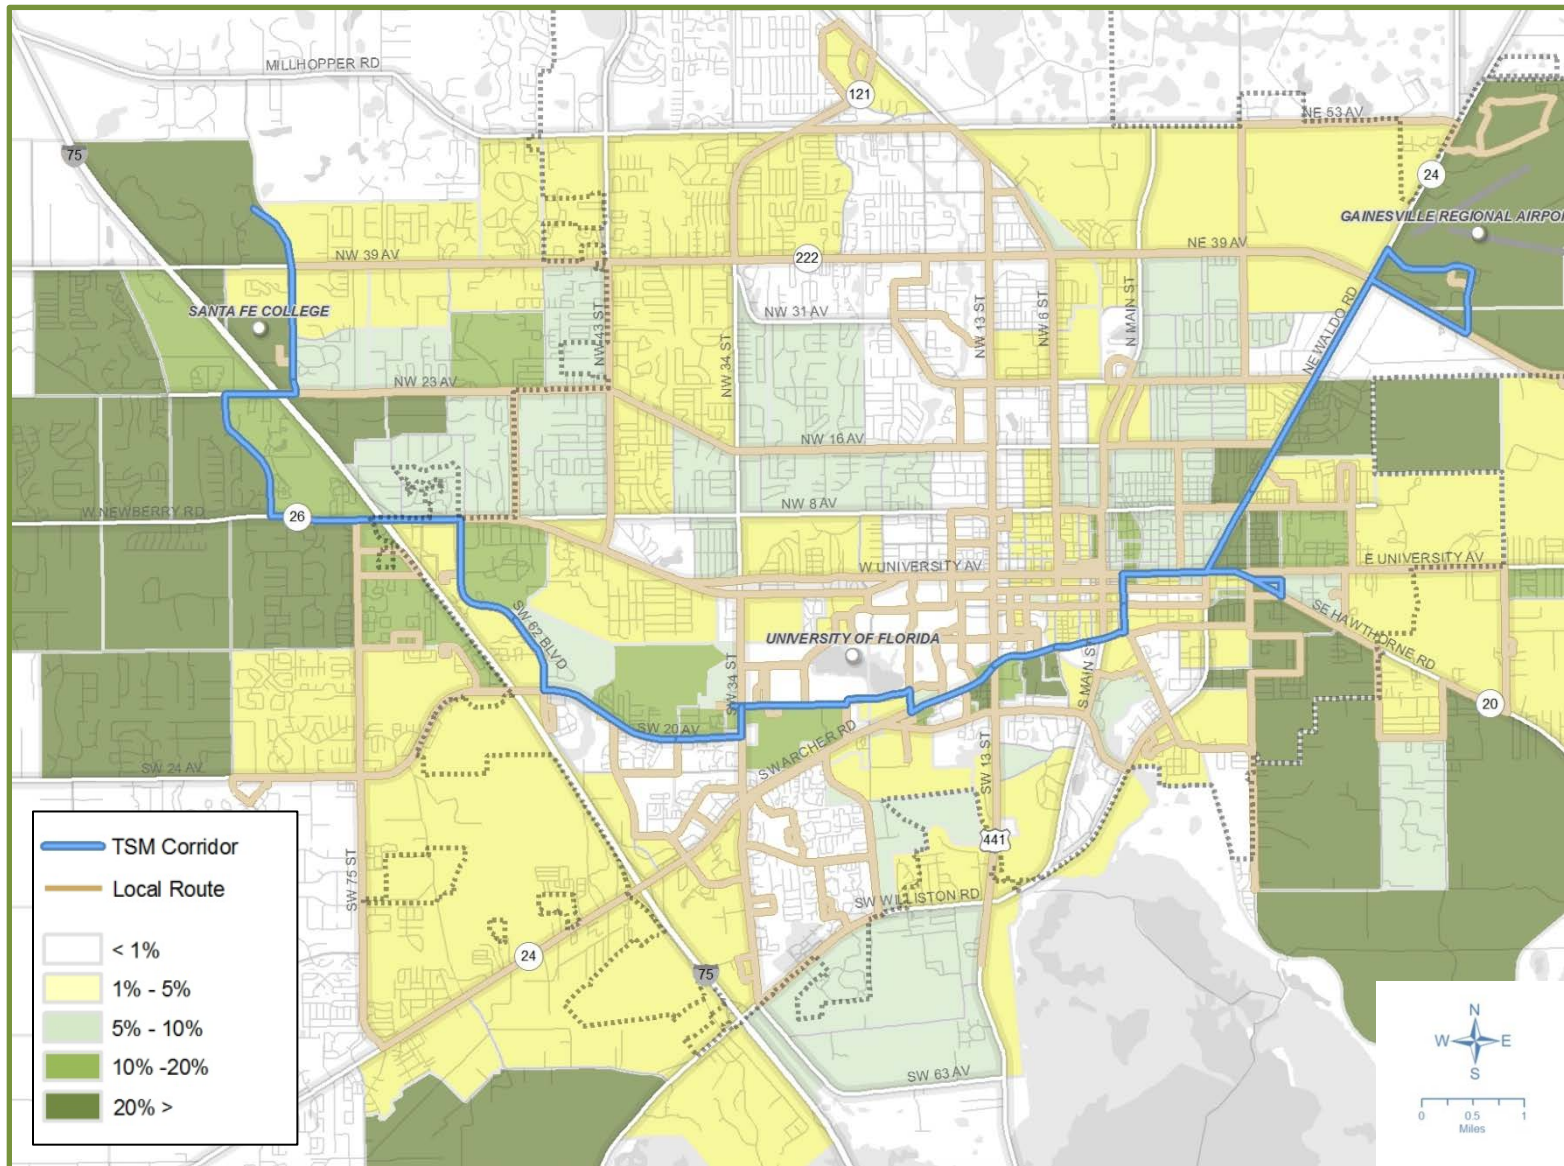 MILLHOPPER RD
121
NE 53 AV
75
24
GAINESVILLE REGIONAL AIRPOR
NW 39 AV
222
NE 39 AV
SANTA FE COLLEGE
NW 31 AV
NW 43 ST
NW 34 ST
NW 13 ST
NW 6 ST
N MAIN ST
NE WALDO RD
NW 23 AV
NW 16 AV
NW 8 AV
W NEWBERRY RD
26
W UNIVERSITY AV
E UNIVERSITY AV
SW 62 BLVD
UNIVERSITY OF FLORIDA
SE HAWTHORNE RD
SW 34 ST
S MAIN ST
20
SW 20 AV
SW ARCHER RD
SW 13 ST
SW 24 AV
441
SW 75 ST
SW WILLISTON RD
24
75
SW 63 AV
TSM Corridor
Local Route
< 1%
1% - 5%
5% - 10%
10% -20%
20% >
N
W E
S
0 0.5 1
Miles